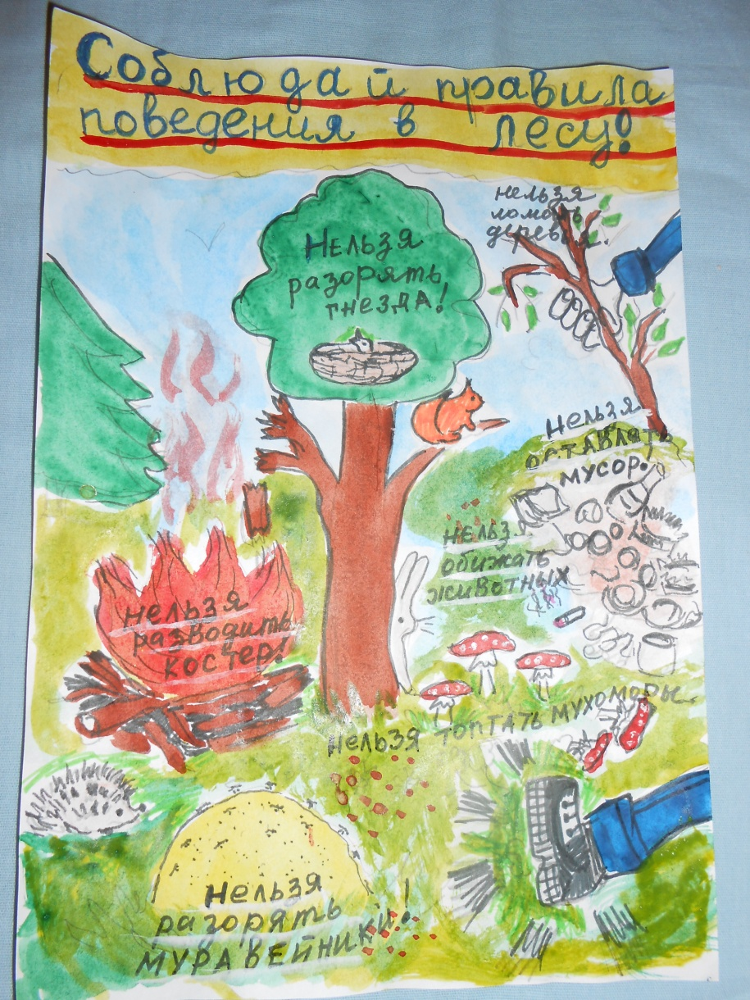 Соблюдай правила
поведения в лесу!
Нельзя
разорять
гнезда!
нельзя
ломать
деревья.
Нельзя
оставлять
мусор.
Нельзя
обижать
животных
нельзя
разводить
костер!
Нельзя топтать мухоморы.
Нельзя
разорять
МУРАВЕЙНИКИ!